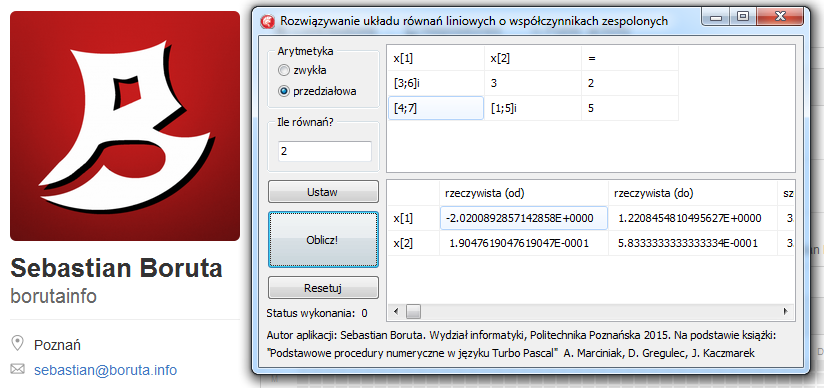 Sebastian Boruta
borutainfo
Poznań
sebastian@boruta.info
Rozwiązywanie układu równań liniowych o współczynnikach zespolonych
Arytmetyka
zwykła
przedziałowa
Ile równań?
2
Ustaw
Oblicz!
Resetuj
Status wykonania: 0
x[1] x[2] =
[3;6]i 3 2
[4;7] [1;5]i 5
rzeczywista (od) rzeczywista (do) sz
x[1] -2.0200892857142858E+0000 1.2208454810495627E+0000 3
x[2] 1.9047619047619047E-0001 5.8333333333333334E-0001 3
Autor aplikacji: Sebastian Boruta. Wydział informatyki, Politechnika Poznańska 2015. Na podstawie książki:
"Podstawowe procedury numeryczne w języku Turbo Pascal" A. Marciniak, D. Gregulec, J. Kaczmarek